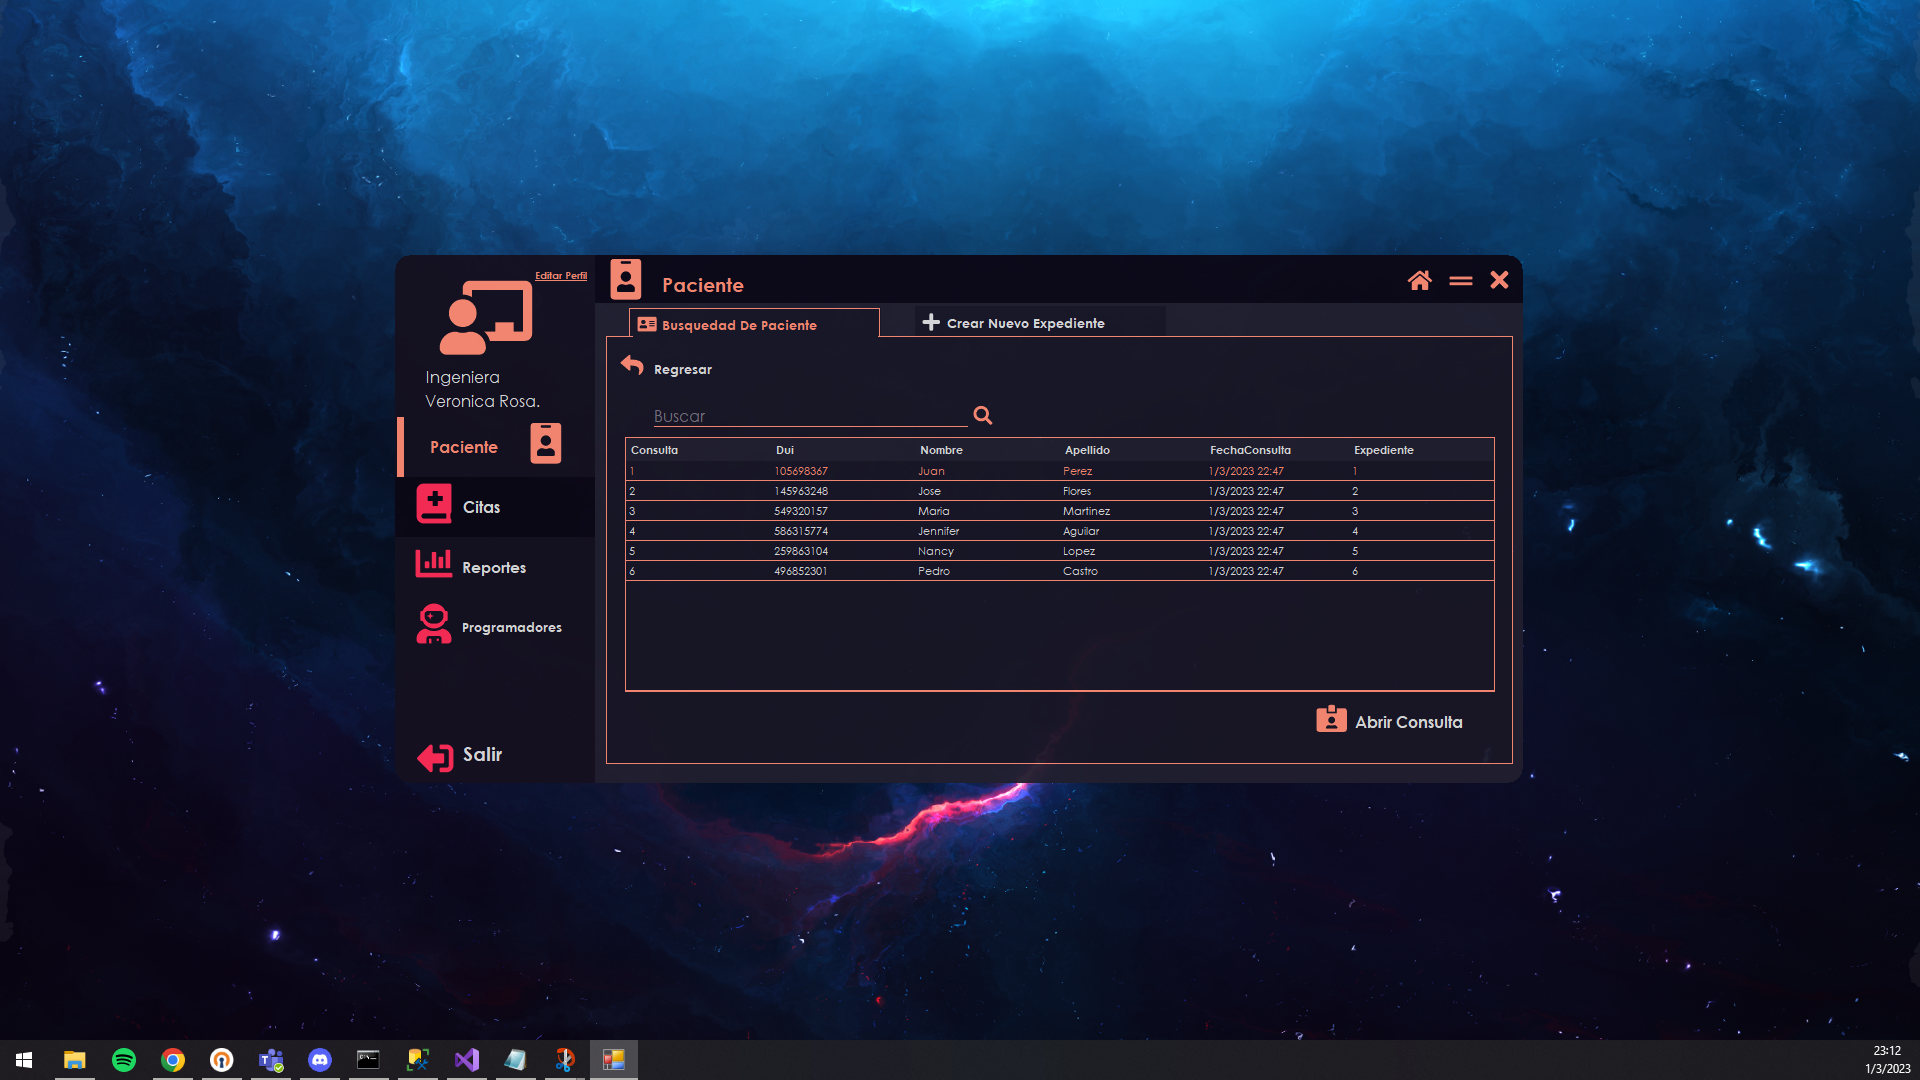 Editar Perfil
Ingeniera
Veronica Rosa.
Paciente
Citas
Reportes
Programadores
Salir
Paciente
Busquedad De Paciente
Crear Nuevo Expediente
Regresar
Buscar
Consulta Dui Nombre Apellido FechaConsulta Expediente
1 105698367 Juan Perez 1/3/2023 22:47 1
2 145963248 Jose Flores 1/3/2023 22:47 2
3 549320157 Maria Martinez 1/3/2023 22:47 3
4 586315774 Jennifer Aguilar 1/3/2023 22:47 4
5 259863104 Nancy Lopez 1/3/2023 22:47 5
6 496852301 Pedro Castro 1/3/2023 22:47 6
Abrir Consulta
23:12
1/3/2023